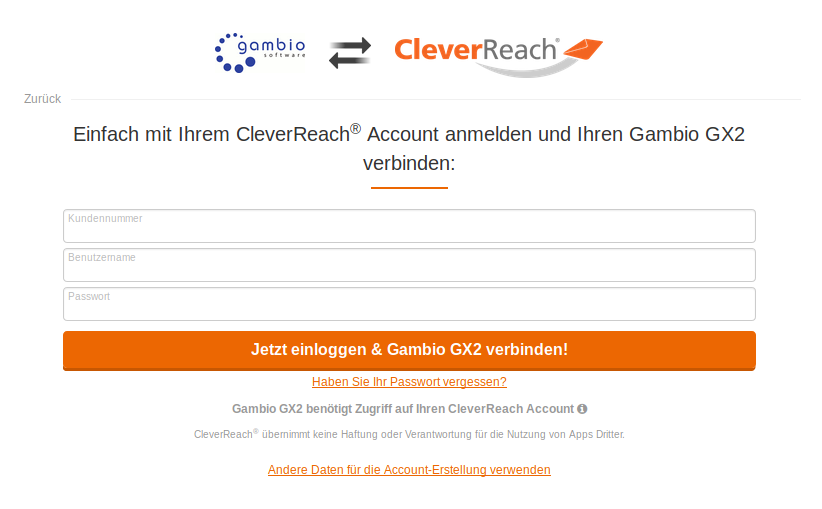 gambio
software
CleverReach®
Zurück
Einfach mit Ihrem CleverReach® Account anmelden und Ihren Gambio GX2
verbinden:
Kundennummer
Benutzername
Passwort
Jetzt einloggen & Gambio GX2 verbinden!
Haben Sie Ihr Passwort vergessen?
Gambio GX2 benötigt Zugriff auf Ihren CleverReach Account
CleverReach® übernimmt keine Haftung oder Verantwortung für die Nutzung von Apps Dritter.
Andere Daten für die Account-Erstellung verwenden